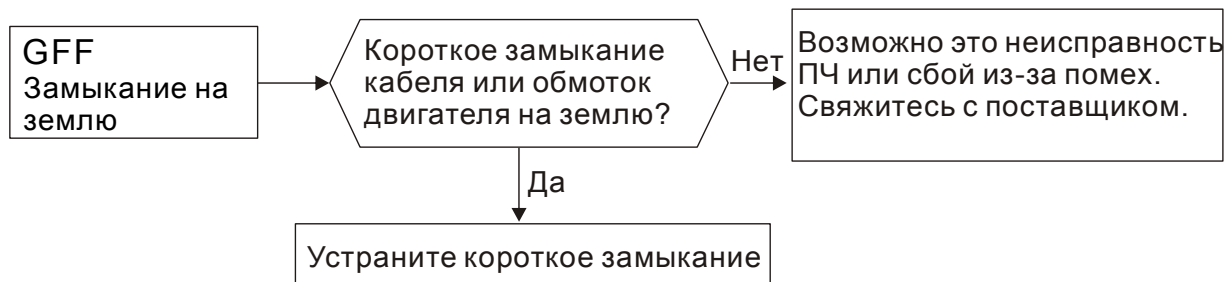 GFF
Замыкание на
землю
Короткое замыкание
кабеля или обмоток
двигателя на землю?
Нет
Возможно это неисправность
ПЧ или сбой из-за помех.
Свяжитесь с поставщиком.
Да
Устраните короткое замыкание